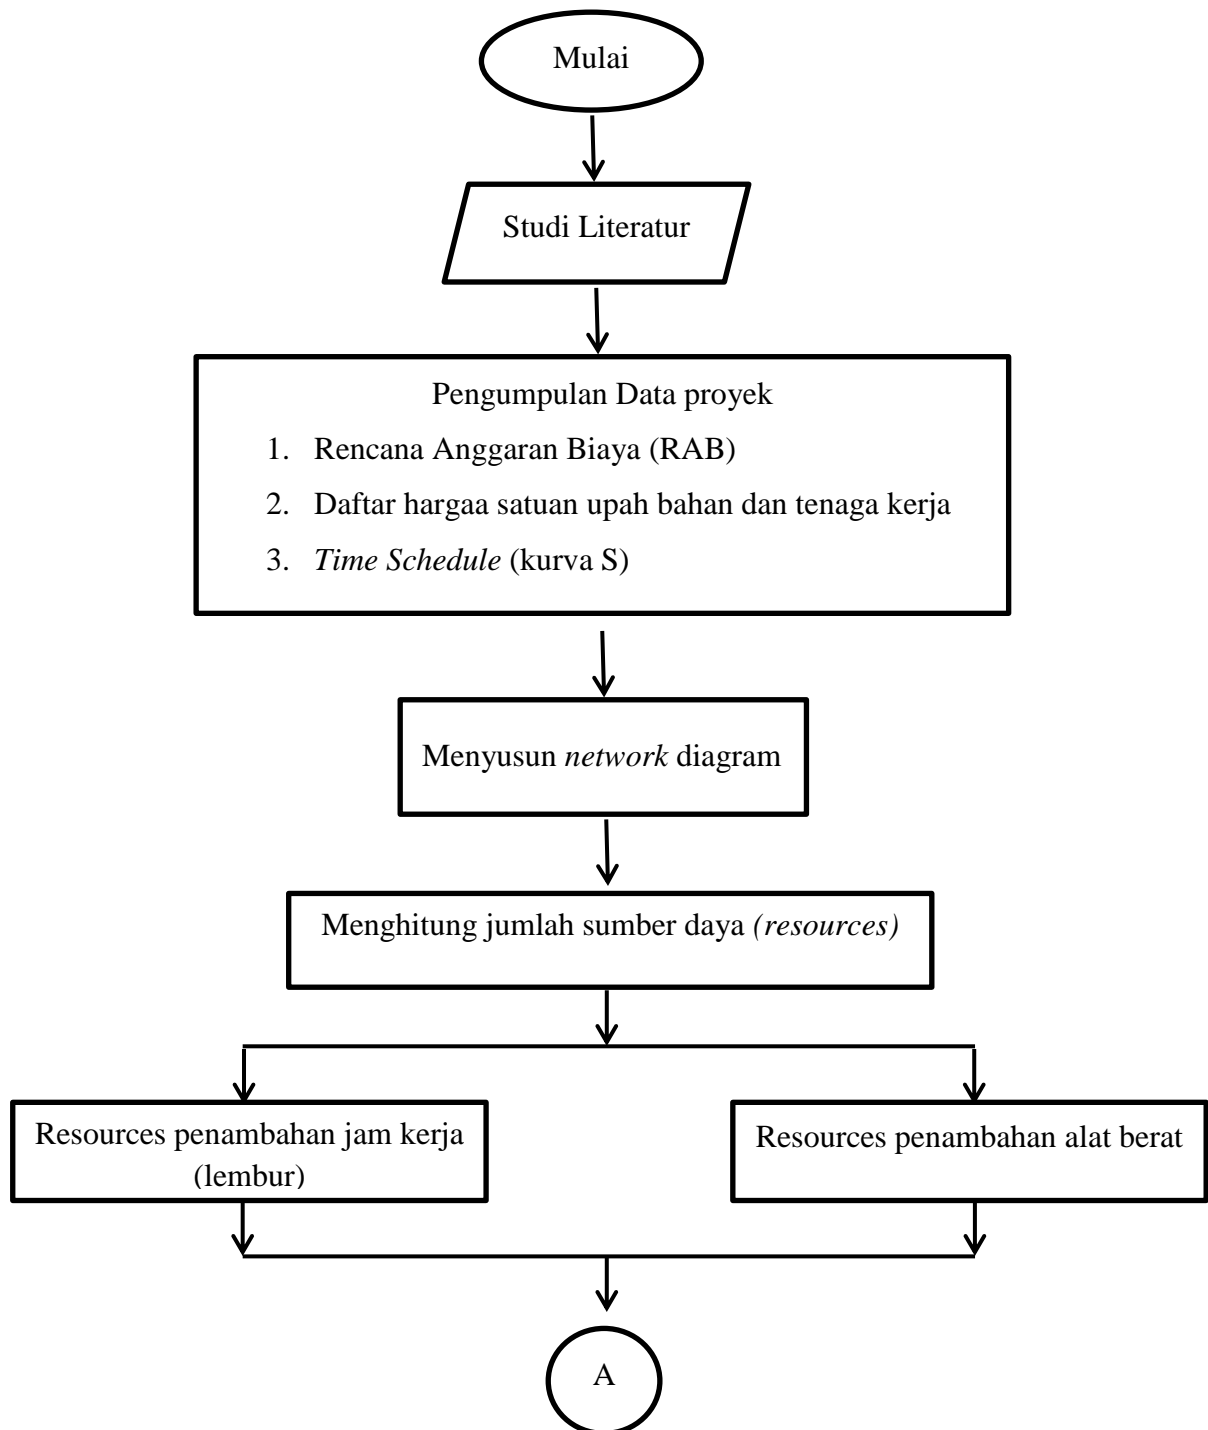 Mulai
Studi Literatur
Pengumpulan Data proyek
1. Rencana Anggaran Biaya (RAB)
2. Daftar hargaa satuan upah bahan dan tenaga kerja
3. Time Schedule (kurva S)
Menyusun network diagram
Menghitung jumlah sumber daya (resources)
Resources penambahan jam kerja
(lembur)
Resources penambahan alat berat
A